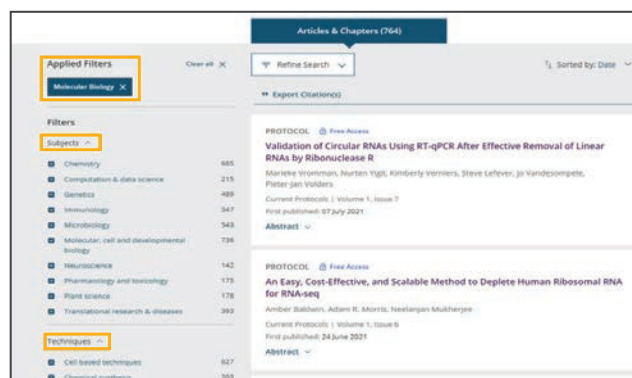 Articles & Chapters (764)
Applied Filters
Clear all X
Molecular Biology X
Refine Search
Sorted by: Date
Export Citation(s)
Filters
Subjects
Chemistry 685
Computation & data science 215
Genetics 489
Immunology 347
Microbiology 543
Molecular, cell and developmental
biology 736
Neuroscience 142
Pharmacology and toxicology 175
Plant science 178
Translational research & diseases 393
Techniques
Cell based techniques 627
Chemical synthesis
PROTOCOL Free Access
Validation of Circular RNAs Using RT-qPCR After Effective Removal of Linear
RNAs by Ribonuclease R
Marieke Vromman, Nurten Yigit, Kimberly Verniers, Steve Lefever, Jo Vandesompele,
Pieter-Jan Volders
Current Protocols | Volume 1, Issue 7
First published: 07 July 2021
Abstract
PROTOCOL Free Access
An Easy, Cost-Effective, and Scalable Method to Deplete Human Ribosomal RNA
for RNA-seq
Amber Baldwin, Adam R. Morris, Neelanjan Mukherjee
Current Protocols | Volume 1, Issue 6
First published: 24 June 2021
Abstract